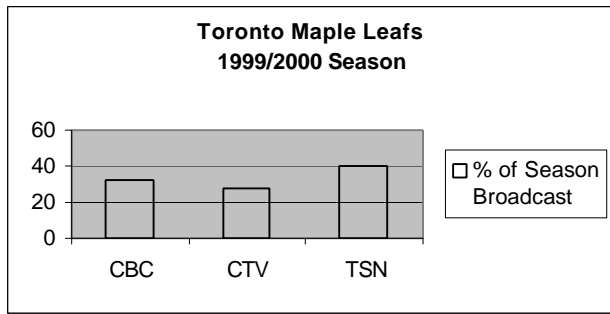 Toronto Maple Leafs
1999/2000 Season
60
40
20
0
CBC
CTV
TSN
% of Season
Broadcast